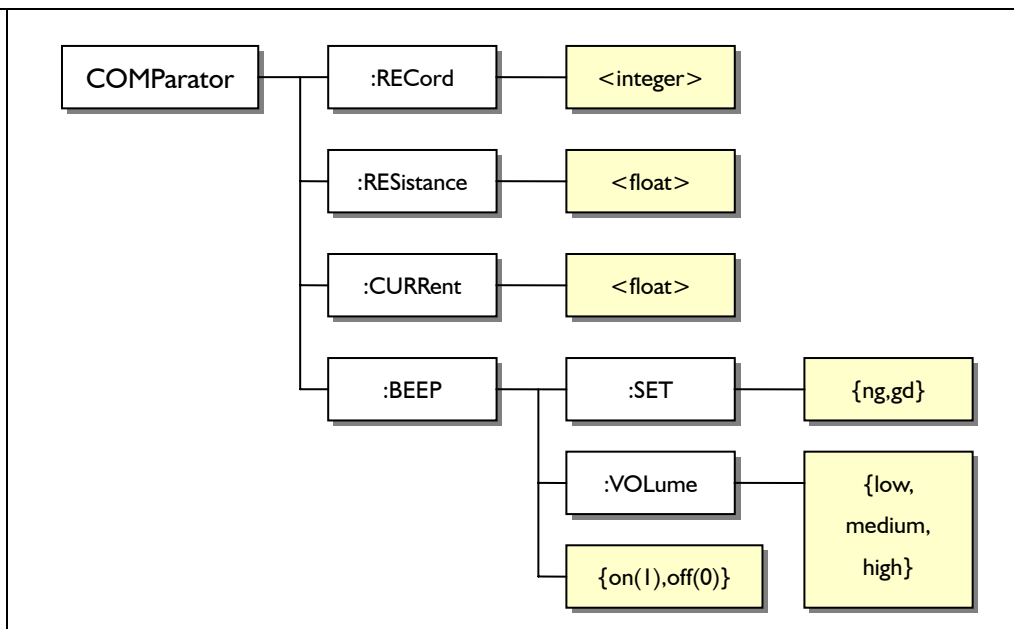 COMParator
:RECord
<integer>
:RESistance
<float>
:CURRent
<float>
:BEEP
:SET
{ng,gd}
:VOLume
{low,
medium,
high}
{on(1),off(0)}